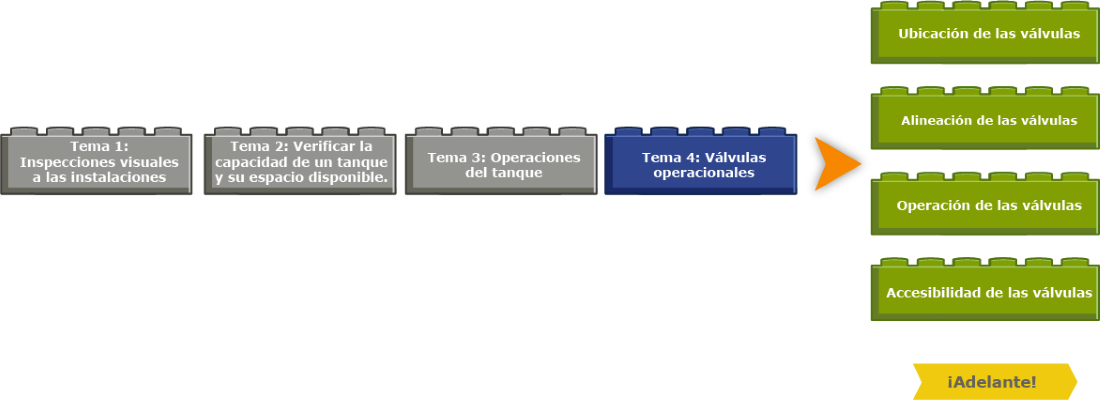 Tema 1:
Inspecciones visuales
a las instalaciones
Tema 2: Verificar la
capacidad de un tanque
y su espacio disponible.
Tema 3: Operaciones
del tanque
Tema 4: Válvulas
operacionales
Ubicación de las válvulas
Alineación de las válvulas
Operación de las válvulas
Accesibilidad de las válvulas
¡Adelante!